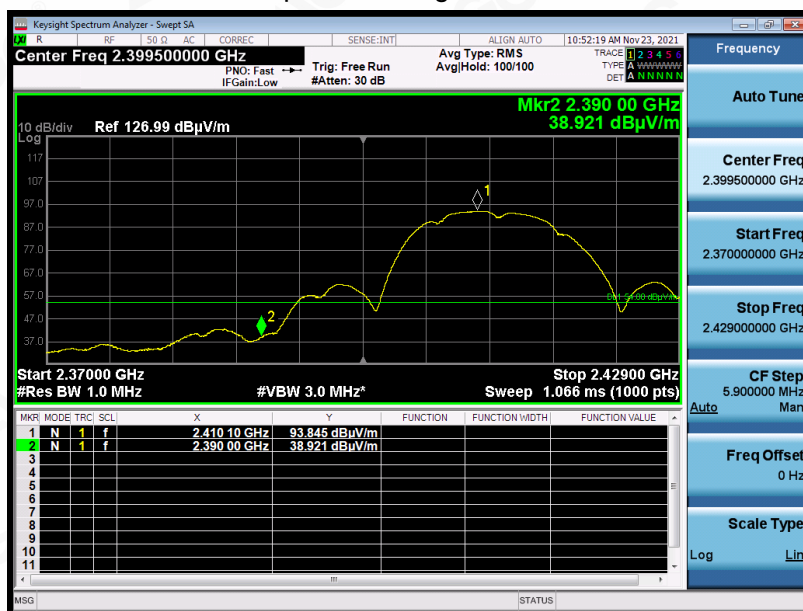 Keysight Spectrum Analyzer - Swept SA
LXI R RF 50 Ω AC CORREC SENSE:INT ALIGN AUTO 10:52:19 AM Nov 23, 2021
Center Freq 2.399500000 GHz
PNO: Fast
IFGain:Low
Trig: Free Run
#Atten: 30 dB
Avg Type: RMS
Avg|Hold: 100/100
TRACE 1 2 3 4 5 6
TYPE A WWWWW
DET A N N N N N
Mkr2 2.390 00 GHz
38.921 dBµV/m
10 dB/div Ref 126.99 dBµV/m
Log
117
107
97.0
87.0
77.0
67.0
57.0
47.0
37.0
1
2
Start 2.37000 GHz Stop 2.42900 GHz
#Res BW 1.0 MHz #VBW 3.0 MHz* Sweep 1.066 ms (1000 pts)
MKR MODE TRC SCL X Y FUNCTION FUNCTION WIDTH FUNCTION VALUE
1 N 1 f 2.410 10 GHz 93.845 dBµV/m
2 N 1 f 2.390 00 GHz 38.921 dBµV/m
3
4
5
6
7
8
9
10
11
MSG STATUS
Frequency
Auto Tune
Center Freq
2.399500000 GHz
Start Freq
2.370000000 GHz
Stop Freq
2.429000000 GHz
CF Step
5.900000 MHz
Auto Man
Freq Offset
0 Hz
Scale Type
Log Lin